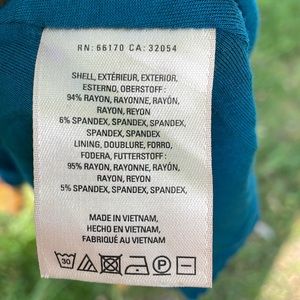 RN: 66170 CA: 32054
SHELL, EXTÉRIEUR, EXTERIOR,
ESTERNO, OBERSTOFF:
94% RAYON, RAYONNE, RAYÓN,
RAYON, REYON
6% SPANDEX, SPANDEX, SPANDEX,
SPANDEX, SPANDEX
LINING, DOUBLURE, FORRO,
FODERA, FUTTERSTOFF:
95% RAYON, RAYONNE, RAYÓN,
RAYON, REYON
5% SPANDEX, SPANDEX, SPANDEX,
MADE IN VIETNAM,
HECHO EN VIETNAM,
FABRIQUÉ AU VIETNAM
30 P